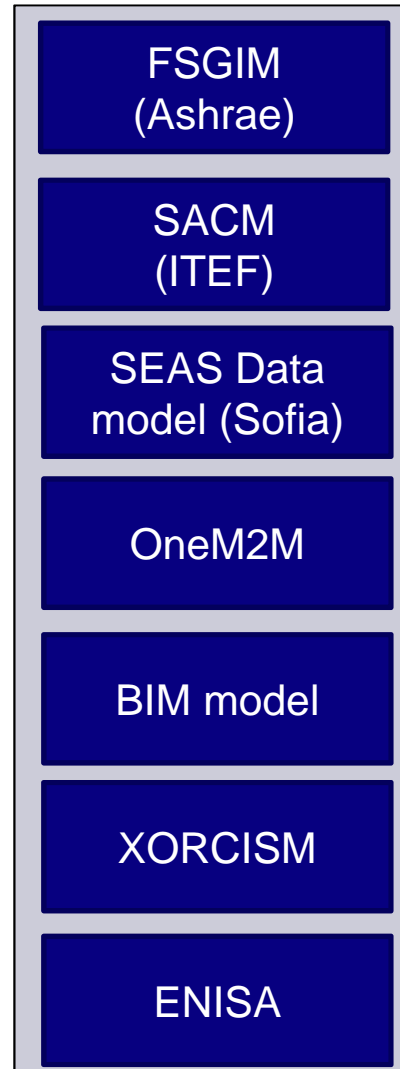 FSGIM
(Ashrae)
SACM
(ITEF)
SEAS Data
model (Sofia)
OneM2M
BIM model
XORCISM
ENISA